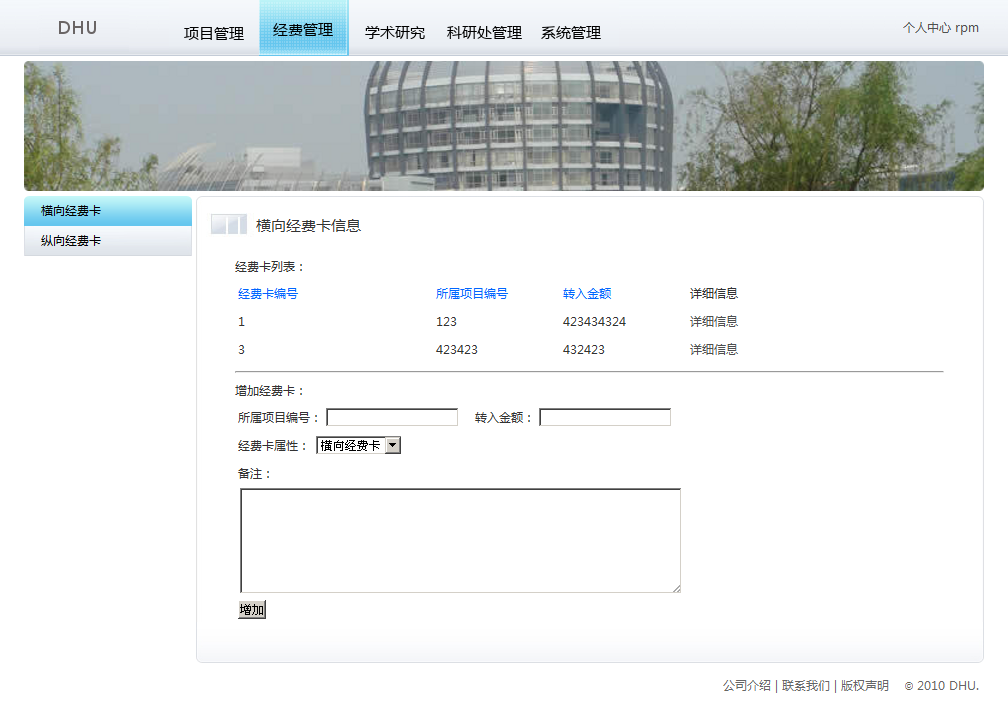 DHU 项目管理 经费管理 学术研究 科研处管理 系统管理 个人中心 rpm
横向经费卡
纵向经费卡
横向经费卡信息
经费卡列表：
经费卡编号 所属项目编号 转入金额 详细信息
1 123 423434324 详细信息
3 423423 432423 详细信息
增加经费卡：
所属项目编号： 转入金额：
经费卡属性： 横向经费卡
备注：
增加
公司介绍 | 联系我们 | 版权声明 © 2010 DHU.